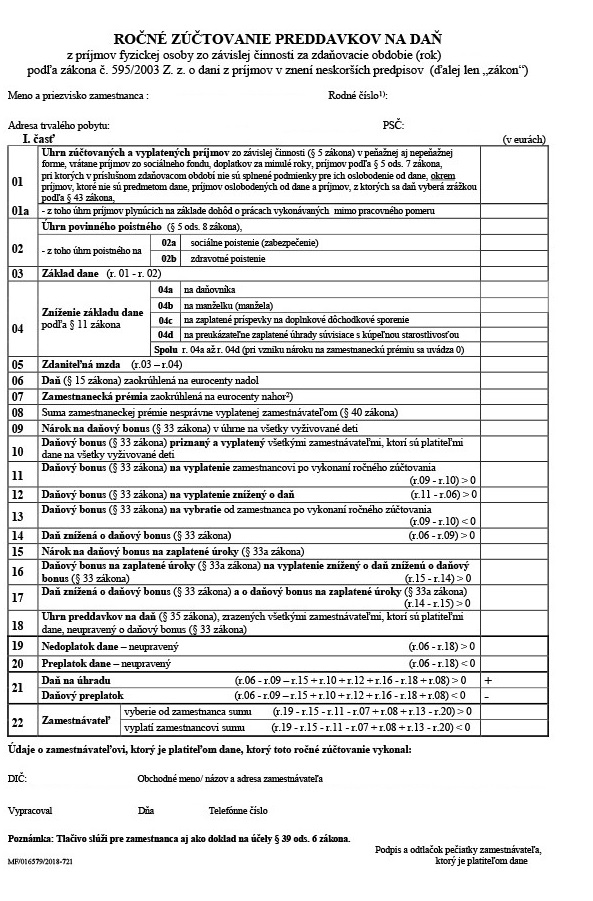 ROČNÉ ZÚČTOVANIE PREDDAVKOV NA DAŇ
z príjmov fyzickej osoby zo závislej činnosti za zdaňovacie obdobie (rok)
podľa zákona č. 595/2003 Z. z. o dani z príjmov v znení neskorších predpisov (ďalej len „zákon“)
Meno a priezvisko zamestnanca : Rodné číslo¹⁾:
Adresa trvalého pobytu: PSČ:
I. časť (v eurách)
01 Úhrn zúčtovaných a vyplatených príjmov zo závislej činnosti (§ 5 zákona) v peňažnej aj nepeňažnej
forme, vrátane príjmov zo sociálneho fondu, doplatkov za minulé roky, príjmov podľa § 5 ods. 7 zákona,
pri ktorých v príslušnom zdaňovacom období nie sú splnené podmienky pre ich oslobodenie od dane, okrem
príjmov, ktoré nie sú predmetom dane, príjmov oslobodených od dane a príjmov, z ktorých sa daň vyberá zrážkou
podľa § 43 zákona,
01a - z toho úhrn príjmov plynúcich na základe dohôd o prácach vykonávaných mimo pracovného pomeru
02 Úhrn povinného poistného (§ 5 ods. 8 zákona),
- z toho úhrn poistného na
02a sociálne poistenie (zabezpečenie)
02b zdravotné poistenie
03 Základ dane (r. 01 - r. 02)
04 Zníženie základu dane
podľa § 11 zákona
04a na daňovníka
04b na manželku (manžela)
04c na zaplatené príspevky na doplnkové dôchodkové sporenie
04d na preukázateľne zaplatené úhrady súvisiace s kúpeľnou starostlivosťou
Spolu r. 04a až r. 04d (pri vzniku nároku na zamestnaneckú prémiu sa uvádza 0)
05 Zdaniteľná mzda (r.03 – r.04)
06 Daň (§ 15 zákona) zaokrúhlená na eurocenty nadol
07 Zamestnanecká prémia zaokrúhlená na eurocenty nahor²⁾
08 Suma zamestnaneckej prémie nesprávne vyplatenej zamestnávateľom (§ 40 zákona)
09 Nárok na daňový bonus (§ 33 zákona) v úhrne na všetky vyživované deti
10 Daňový bonus (§ 33 zákona) priznaný a vyplatený všetkými zamestnávateľmi, ktorí sú platiteľmi
dane na všetky vyživované deti
11 Daňový bonus (§ 33 zákona) na vyplatenie zamestnancovi po vykonaní ročného zúčtovania
(r.09 - r.10) > 0
12 Daňový bonus (§ 33 zákona) na vyplatenie znížený o daň (r.11 - r.06) > 0
13 Daňový bonus (§ 33 zákona) na vybratie od zamestnanca po vykonaní ročného zúčtovania
(r.09 - r.10) < 0
14 Daň znížená o daňový bonus (§ 33 zákona) (r.06 - r.09) > 0
15 Nárok na daňový bonus na zaplatené úroky (§ 33a zákona)
16 Daňový bonus na zaplatené úroky (§ 33a zákona) na vyplatenie znížený o daň zníženú o daňový
bonus (§ 33 zákona) (r.15 - r.14) > 0
17 Daň znížená o daňový bonus (§ 33 zákona) a o daňový bonus na zaplatené úroky (§ 33a zákona)
(r.14 - r.15) > 0
18 Úhrn preddavkov na daň (§ 35 zákona), zrazených všetkými zamestnávateľmi, ktorí sú platiteľmi
dane, neupravený o daňový bonus (§ 33 zákona)
19 Nedoplatok dane – neupravený (r.06 - r.18) > 0
20 Preplatok dane – neupravený (r.06 - r.18) < 0
21 Daň na úhradu (r.06 - r.09 – r.15 + r.10 + r.12 + r.16 - r.18 + r.08) > 0 +
Daňový preplatok (r.06 - r.09 – r.15 + r.10 + r.12 + r.16 - r.18 + r.08) < 0 -
22 Zamestnávateľ
vyberie od zamestnanca sumu (r.19 - r.15 - r.11 - r.07 + r.08 + r.13 - r.20) > 0
vyplatí zamestnancovi sumu (r.19 - r.15 - r.11 - r.07 + r.08 + r.13 - r.20) < 0
Údaje o zamestnávateľovi, ktorý je platiteľom dane, ktorý toto ročné zúčtovanie vykonal:
DIČ: Obchodné meno/ názov a adresa zamestnávateľa
Vypracoval Dňa Telefónne číslo
Poznámka: Tlačivo slúži pre zamestnanca aj ako doklad na účely § 39 ods. 6 zákona.
Podpis a odtlačok pečiatky zamestnávateľa,
ktorý je platiteľom dane
MF/016579/2018-721